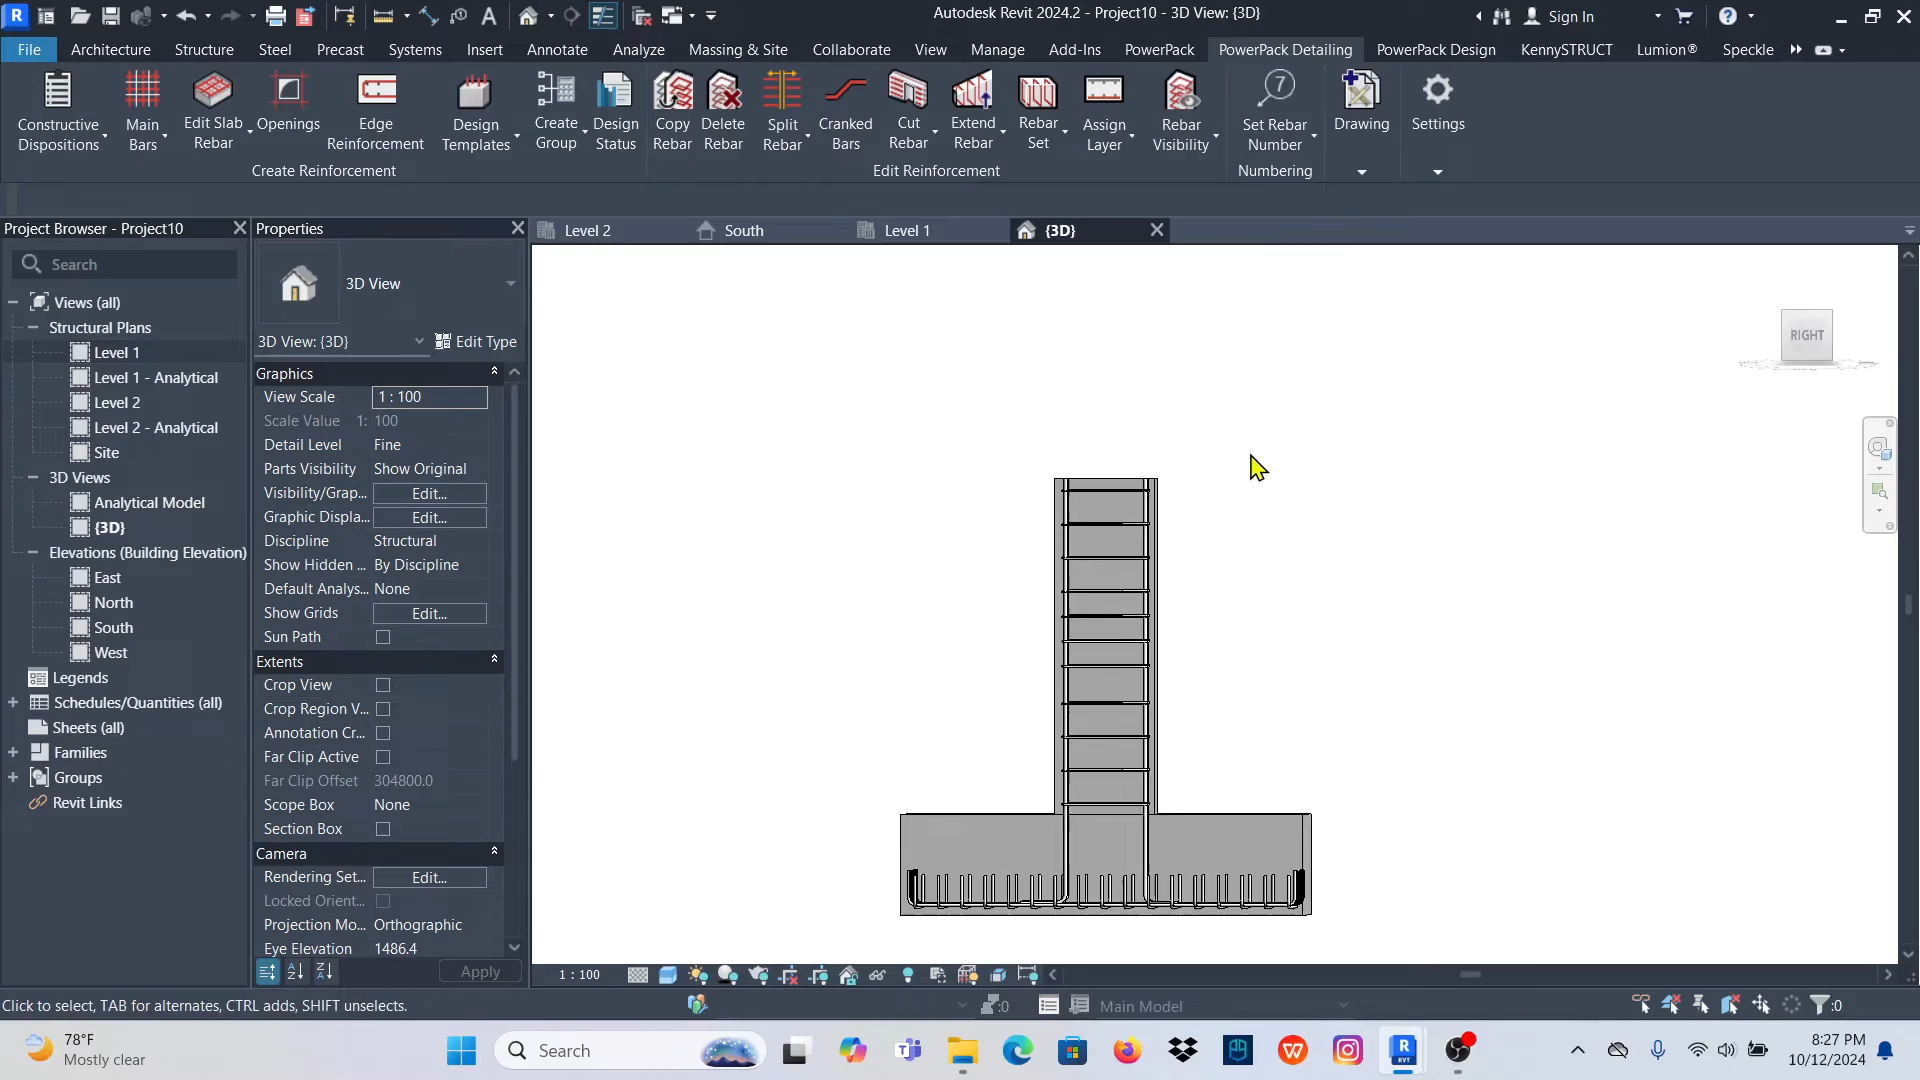 Autodesk Revit 2024.2 - Project10 - 3D View: {3D}
Sign In
File Architecture Structure Steel Precast Systems Insert Annotate Analyze Massing & Site Collaborate View Manage Add-Ins PowerPack PowerPack Detailing PowerPack Design KennySTRUCT Lumion® Speckle
Constructive Dispositions
Main Bars
Edit Slab Rebar
Openings
Edge Reinforcement
Design Templates
Create Group
Design Status
Copy Rebar
Delete Rebar
Split Rebar
Cranked Bars
Cut Rebar
Extend Rebar
Rebar Set
Assign Layer
Rebar Visibility
7
Set Rebar Number
Drawing
Settings
Create Reinforcement
Edit Reinforcement
Numbering
Project Browser - Project10
Search
Views (all)
Structural Plans
Level 1
Level 1 - Analytical
Level 2
Level 2 - Analytical
Site
3D Views
Analytical Model
{3D}
Elevations (Building Elevation)
East
North
South
West
Legends
Schedules/Quantities (all)
Sheets (all)
Families
Groups
Revit Links
Properties
3D View
3D View: {3D}
Edit Type
Graphics
View Scale 1 : 100
Scale Value 1: 100
Detail Level Fine
Parts Visibility Show Original
Visibility/Grap... Edit...
Graphic Displa... Edit...
Discipline Structural
Show Hidden ... By Discipline
Default Analys... None
Show Grids Edit...
Sun Path
Extents
Crop View
Crop Region V...
Annotation Cr...
Far Clip Active
Far Clip Offset 304800.0
Scope Box None
Section Box
Camera
Rendering Set... Edit...
Locked Orient...
Projection Mo... Orthographic
Eye Elevation 1486.4
Apply
Level 2
South
Level 1
{3D}
RIGHT
1 : 100
Click to select, TAB for alternates, CTRL adds, SHIFT unselects.
:0
Main Model
:0
78°F
Mostly clear
Search
8:27 PM
10/12/2024